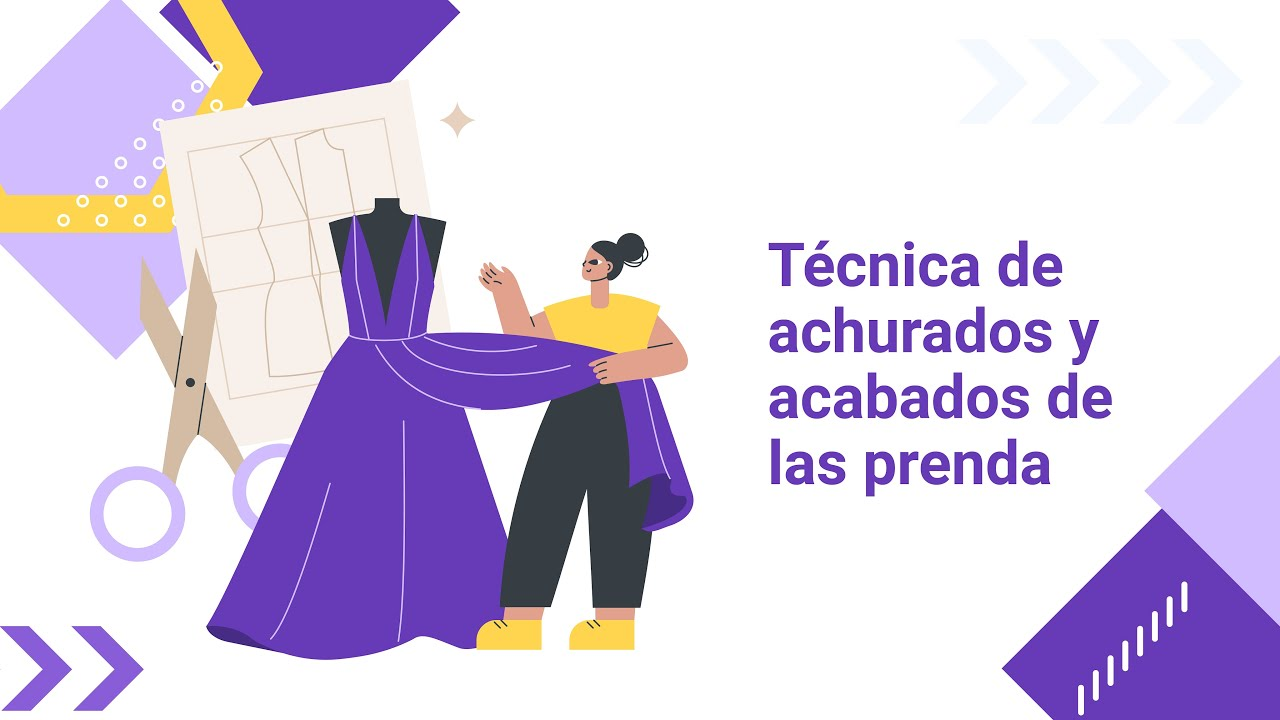 Técnica de
achurados y
acabados de
las prenda